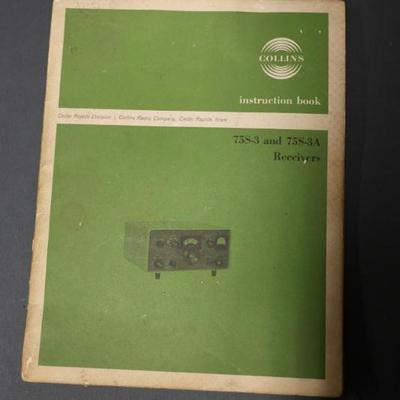 COLLINS
instruction book
Cedar Rapids Division | Collins Radio Company, Cedar Rapids, Iowa
75S-3 and 75S-3A
Receivers